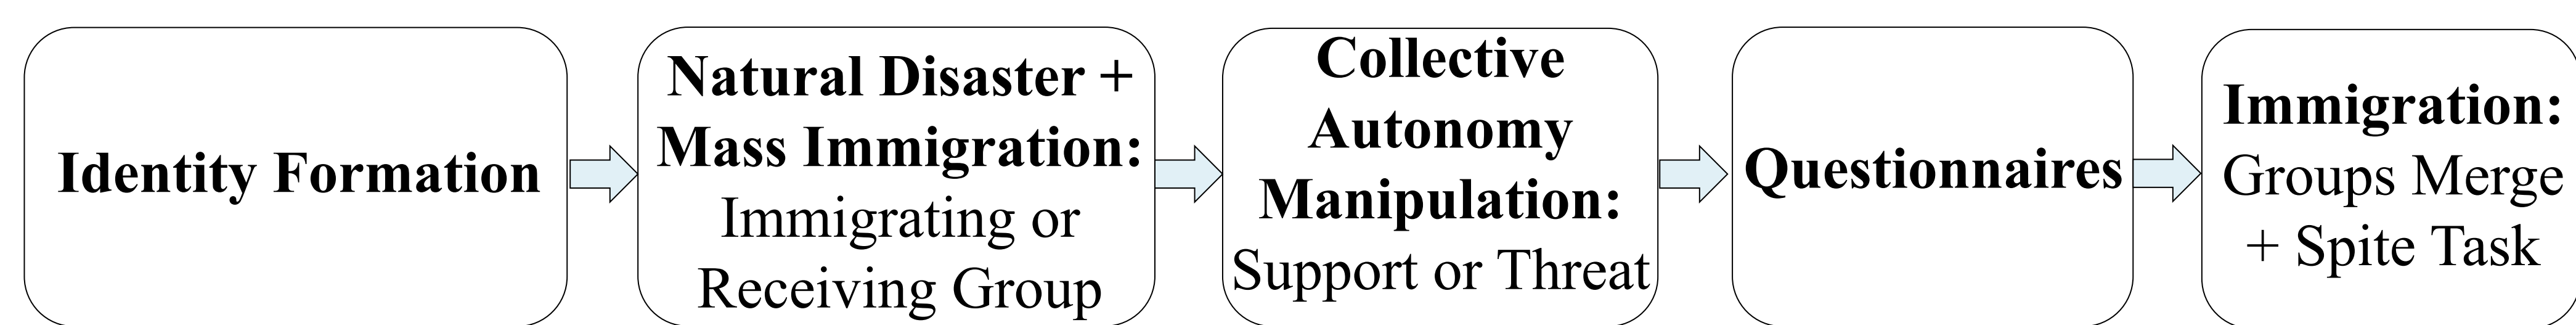 Identity Formation
Natural Disaster +
Mass Immigration:
Immigrating or
Receiving Group
Collective
Autonomy
Manipulation:
Support or Threat
Questionnaires
Immigration:
Groups Merge
+ Spite Task